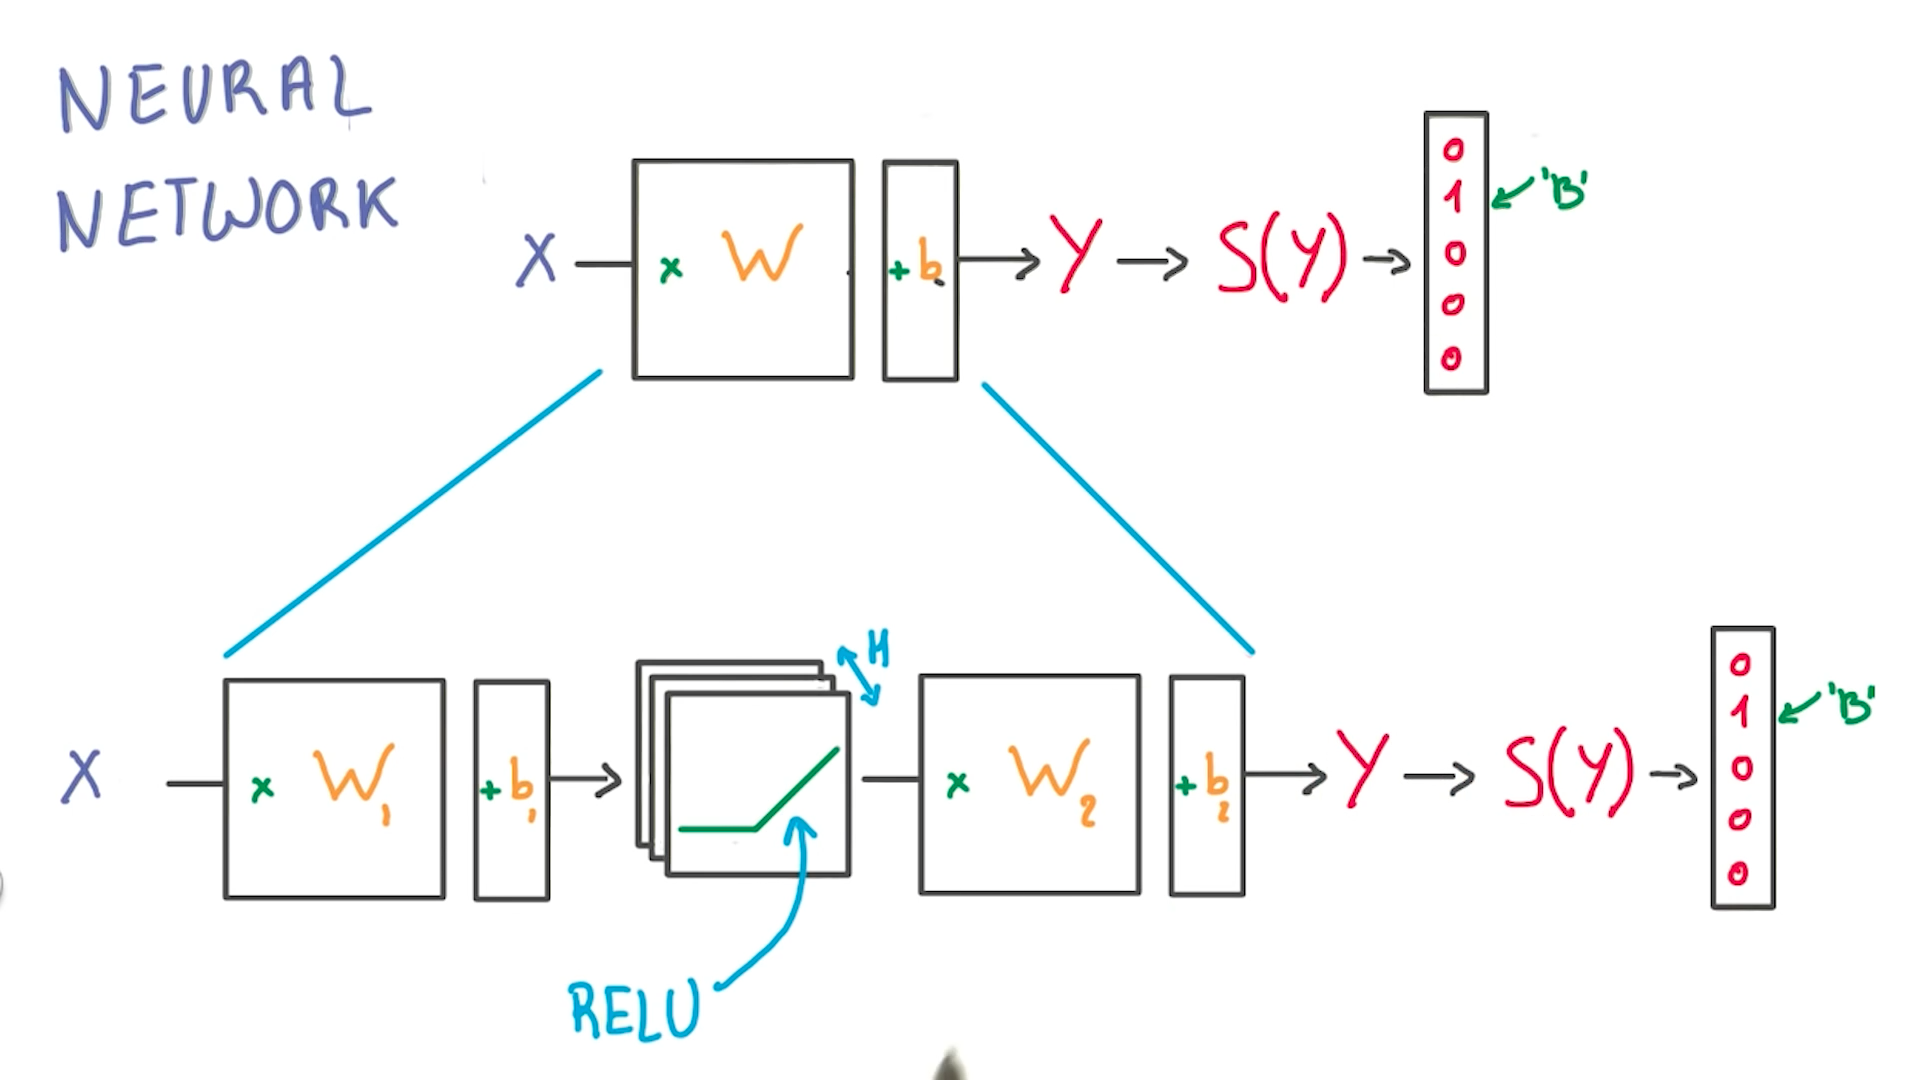 NEURAL
NETWORK
X × W + b → Y → S(Y) → 0 1 0 0 0 'B'
H
X × W₁ + b₁ → × W₂ + b₂ → Y → S(Y) → 0 1 0 0 0 'B'
RELU